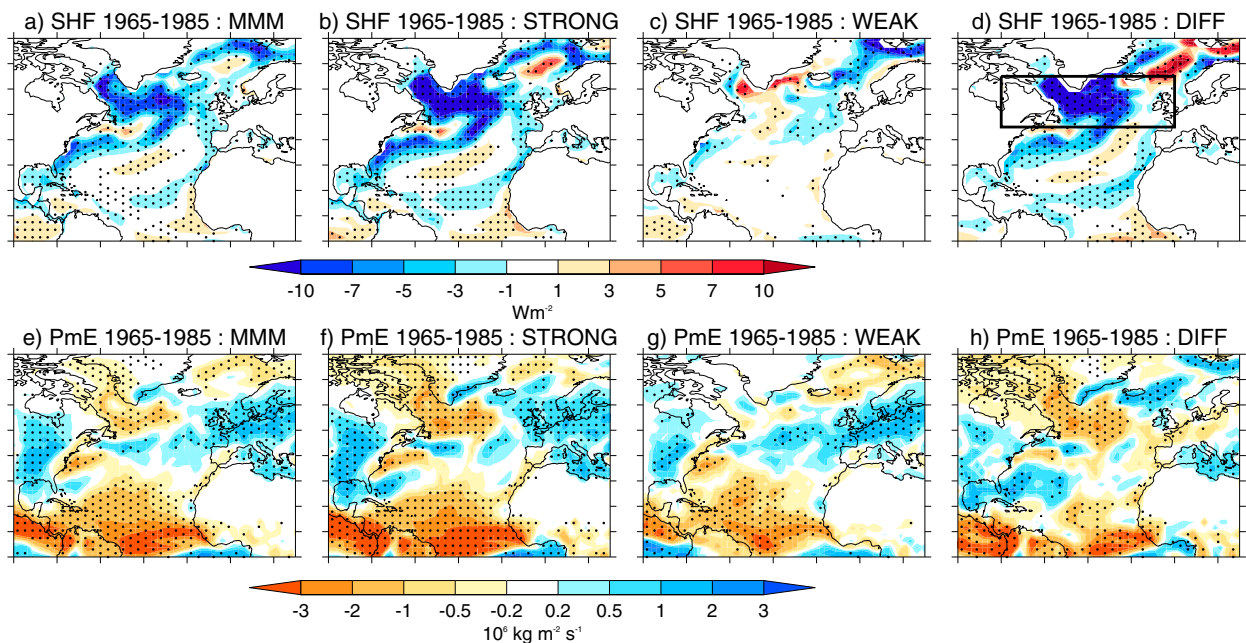 a) SHF 1965-1985 : MMM
b) SHF 1965-1985 : STRONG
c) SHF 1965-1985 : WEAK
d) SHF 1965-1985 : DIFF
-10 -7 -5 -3 -1 1 3 5 7 10
Wm⁻²
e) PmE 1965-1985 : MMM
f) PmE 1965-1985 : STRONG
g) PmE 1965-1985 : WEAK
h) PmE 1965-1985 : DIFF
-3 -2 -1 -0.5 -0.2 0.2 0.5 1 2 3
10⁶ kg m⁻² s⁻¹